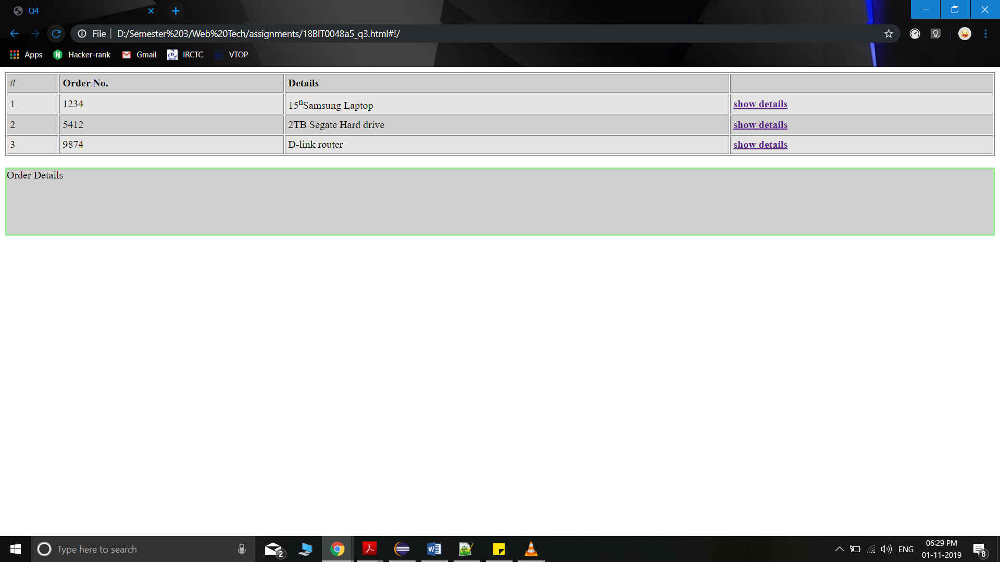 Q4
File D:/Semester%203/Web%20Tech/assignments/18BIT0048a5_q3.html#!/
Apps Hacker-rank Gmail IRCTC VTOP
# Order No. Details
1 1234 15ⁿSamsung Laptop show details
2 5412 2TB Segate Hard drive show details
3 9874 D-link router show details
Order Details
Type here to search 2 ENG 06:29 PM
01-11-2019 8